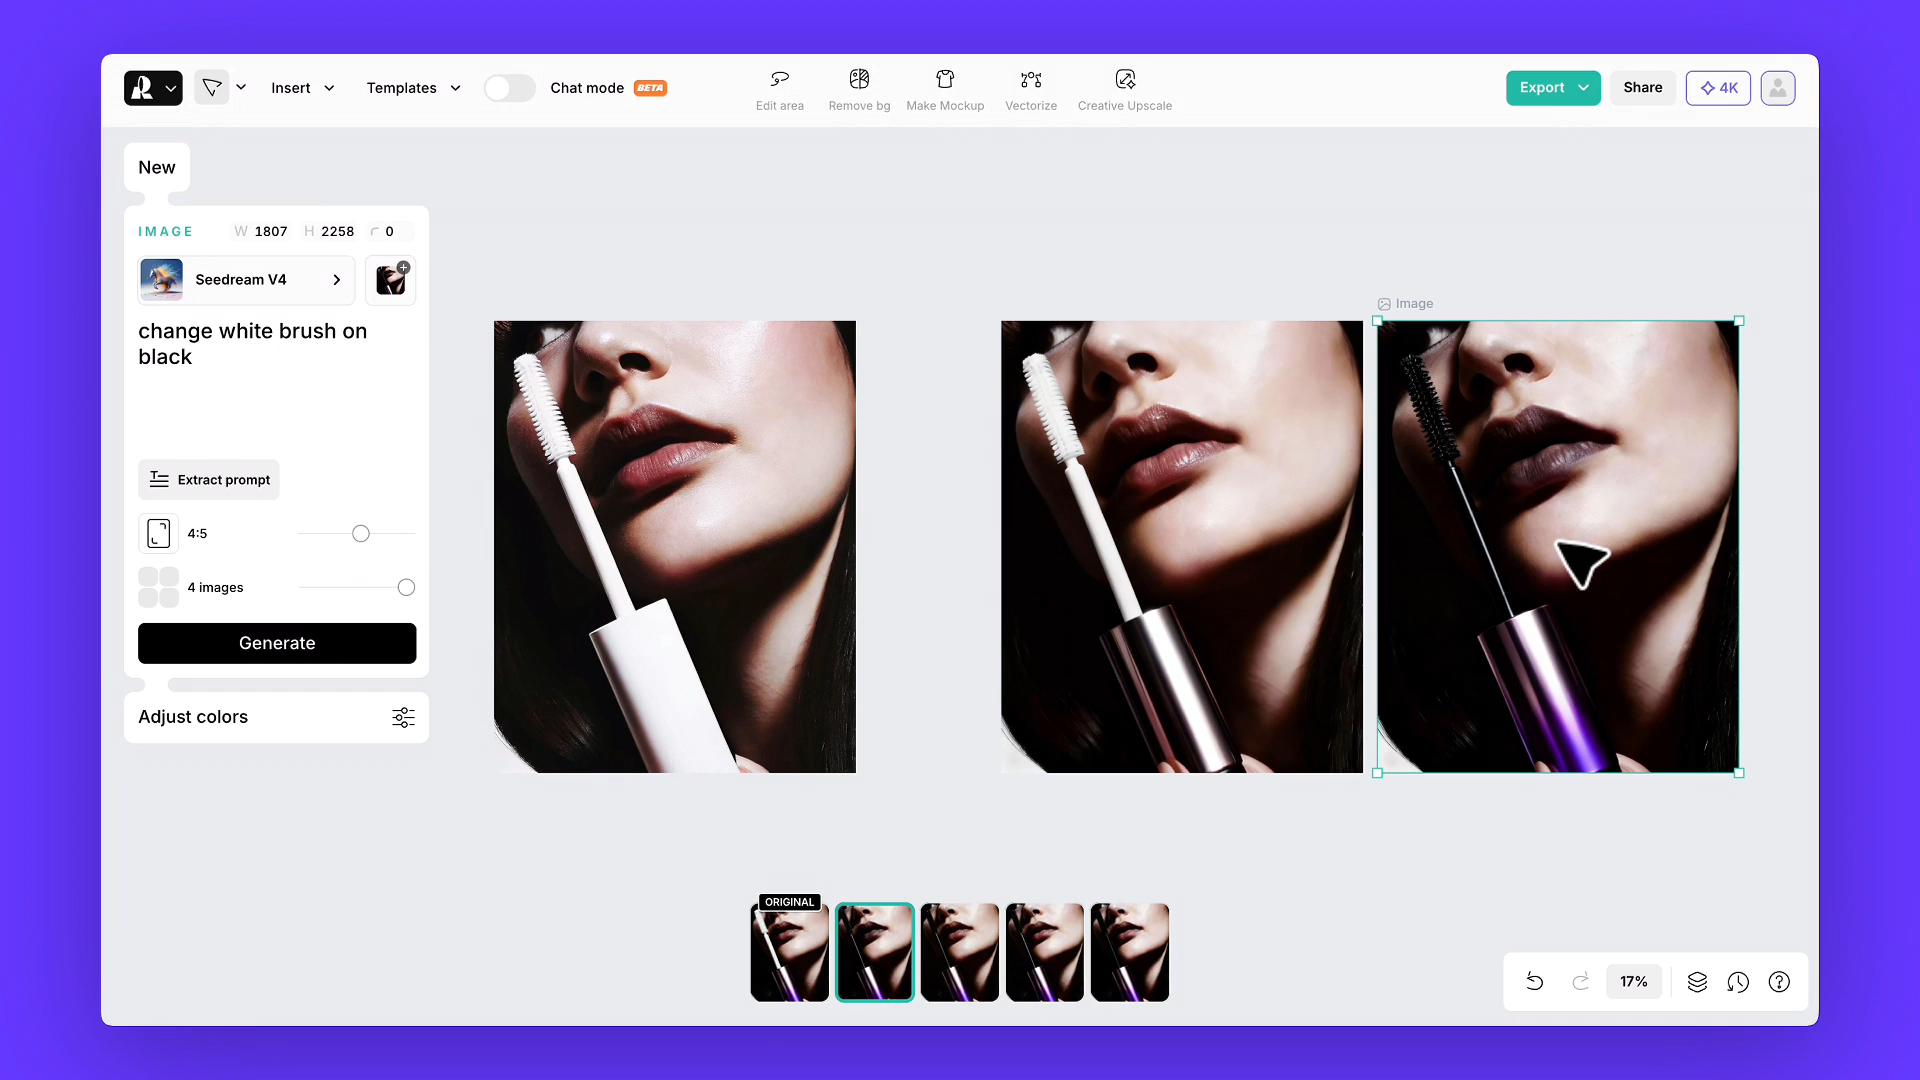 Insert
Templates
Chat mode BETA
Edit area
Remove bg
Make Mockup
Vectorize
Creative Upscale
Export
Share
4K
New
IMAGE W 1807 H 2258 0
Seedream V4
change white brush on
black
Extract prompt
4:5
4 images
Generate
Adjust colors
Image
ORIGINAL
17%